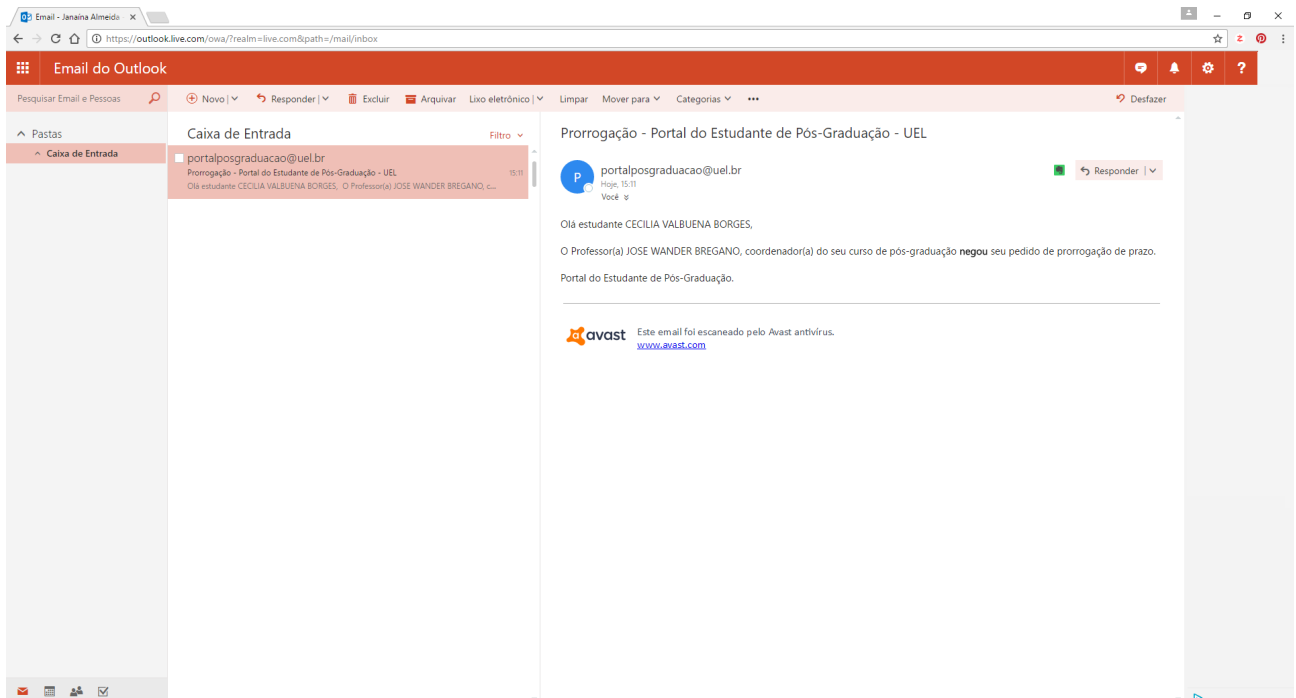 Email - Janaína Almeida
https://outlook.live.com/owa/?realm=live.com&path=/mail/inbox
Email do Outlook
?
Pesquisar Email e Pessoas
Novo | Responder | Excluir Arquivar Lixo eletrônico | Limpar Mover para Categorias ••• Desfazer
Pastas
Caixa de Entrada
Caixa de Entrada
Filtro
portalposgraduacao@uel.br
Prorrogação - Portal do Estudante de Pós-Graduação - UEL 15:11
Olá estudante CECILIA VALBUENA BORGES, O Professor(a) JOSE WANDER BREGANO, c...
Prorrogação - Portal do Estudante de Pós-Graduação - UEL
P
portalposgraduacao@uel.br
Hoje, 15:11
Você
Responder |
Olá estudante CECILIA VALBUENA BORGES,
O Professor(a) JOSE WANDER BREGANO, coordenador(a) do seu curso de pós-graduação negou seu pedido de prorrogação de prazo.
Portal do Estudante de Pós-Graduação.
avast
Este email foi escaneado pelo Avast antivírus.
www.avast.com